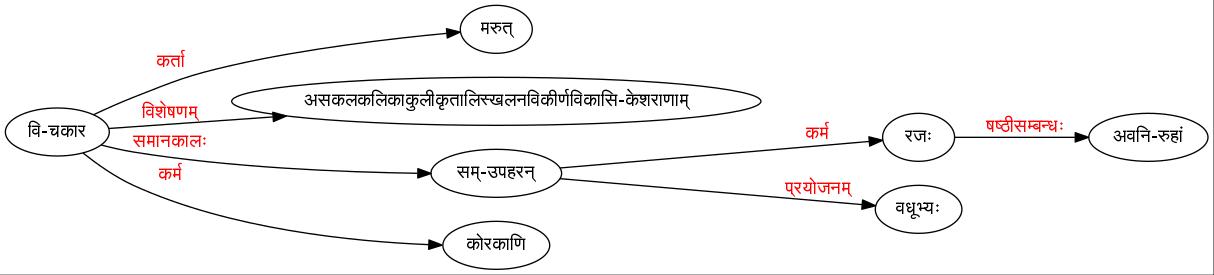 मरुत्
कर्ता
असकलकलिकाकुलीकृतालिस्खलनविकीर्णविकासि-केशराणाम्
विशेषणम्
वि-चकार
समानकालः
कर्म
रजः
षष्ठीसम्बन्धः
अवनि-रुहां
कर्म
सम्-उपहरन्
प्रयोजनम्
वधूभ्यः
कोरकाणि